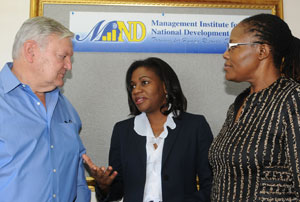 MIND
Management Institute for
National Development